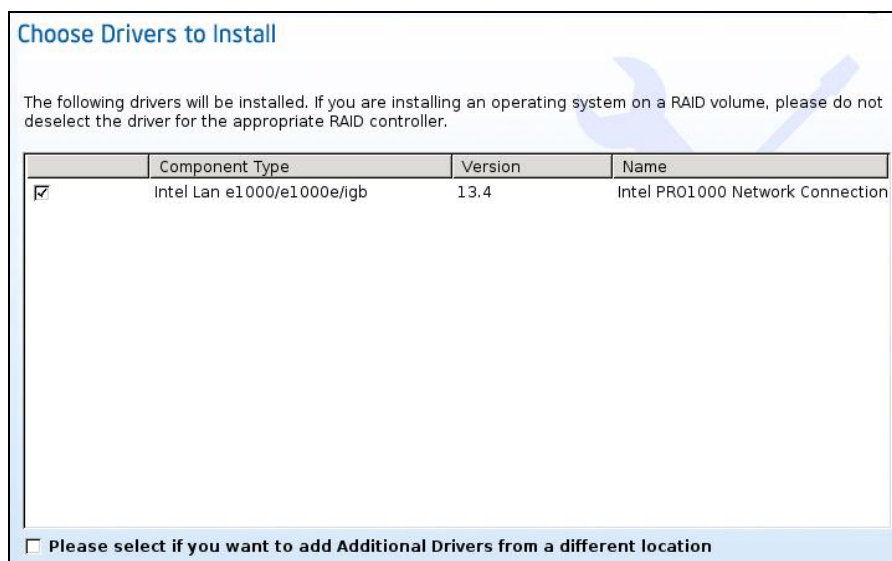 Choose Drivers to Install
The following drivers will be installed. If you are installing an operating system on a RAID volume, please do not
deselect the driver for the appropriate RAID controller.
Component Type Version Name
Intel Lan e1000/e1000e/igb 13.4 Intel PRO1000 Network Connection
Please select if you want to add Additional Drivers from a different location